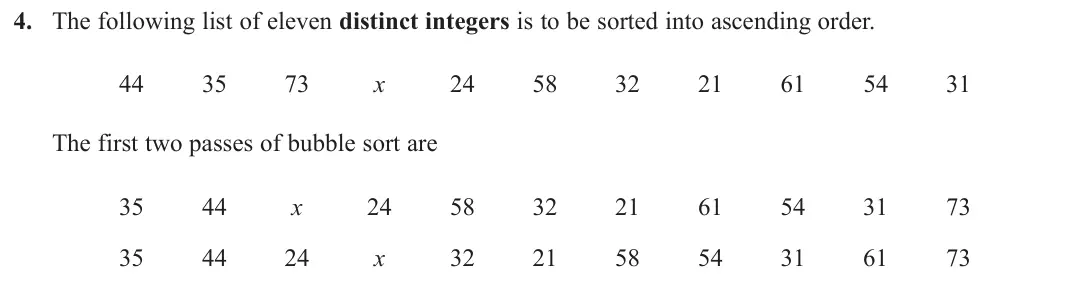 4. The following list of eleven distinct integers is to be sorted into ascending order.
44 35 73 x 24 58 32 21 61 54 31
The first two passes of bubble sort are
35 44 x 24 58 32 21 61 54 31 73
35 44 24 x 32 21 58 54 31 61 73